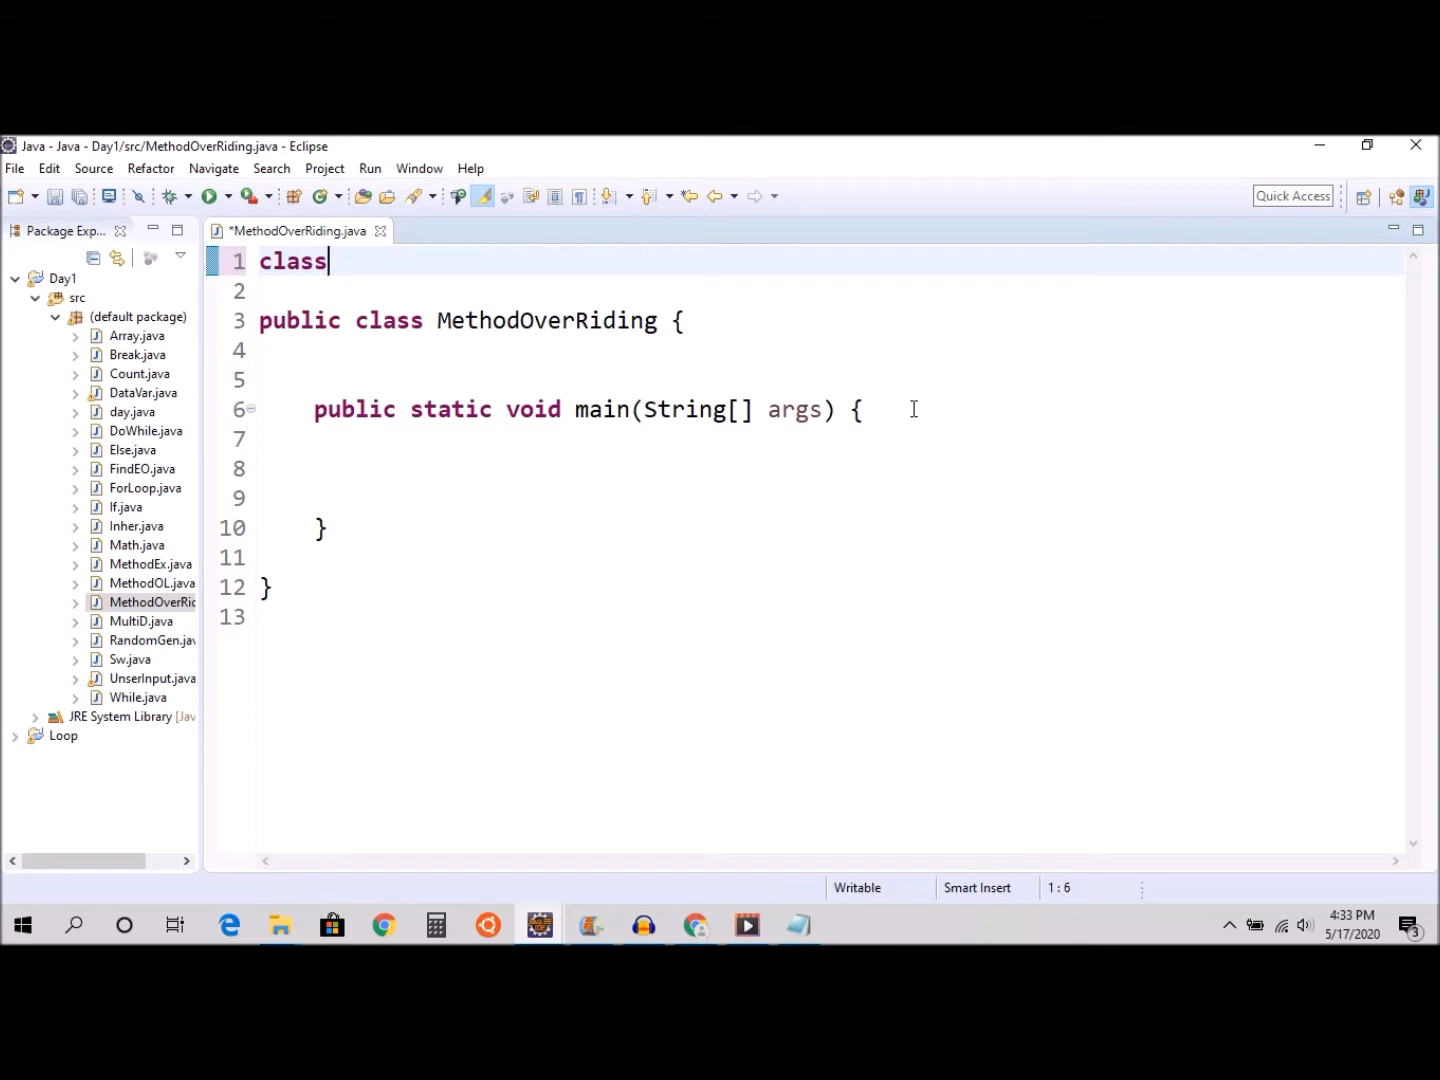 Java - Java - Day1/src/MethodOverRiding.java - Eclipse
File Edit Source Refactor Navigate Search Project Run Window Help
Quick Access
Package Exp...
*MethodOverRiding.java
Day1
src
(default package)
Array.java
Break.java
Count.java
DataVar.java
day.java
DoWhile.java
Else.java
FindEO.java
ForLoop.java
If.java
Inher.java
Math.java
MethodEx.java
MethodOL.java
MethodOverRic
MultiD.java
RandomGen.jav
Sw.java
UnserInput.java
While.java
JRE System Library [Jav
Loop
1 class
2
3 public class MethodOverRiding {
4
5
6 public static void main(String[] args) {
7
8
9
10 }
11
12 }
13
Writable Smart Insert 1 : 6
4:33 PM
5/17/2020
3